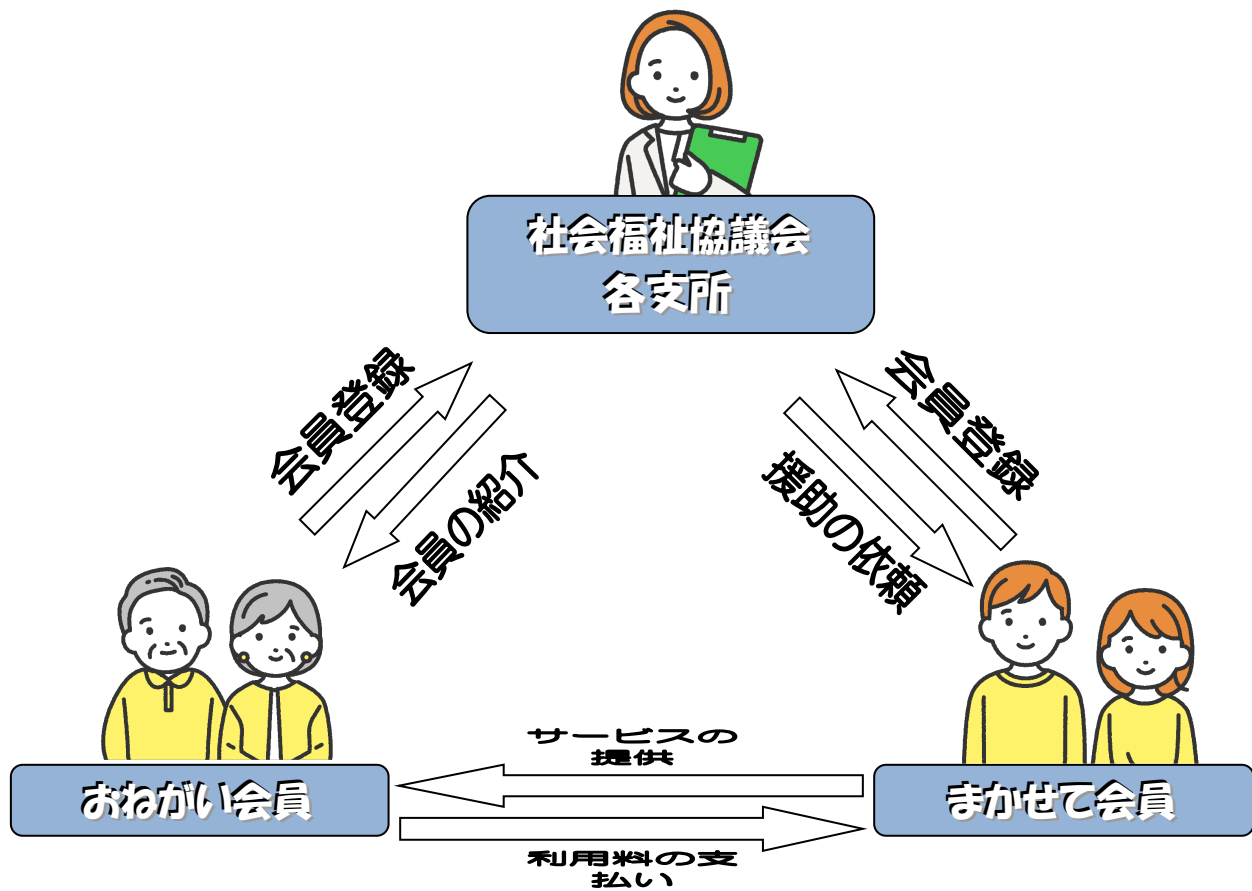 社会福祉協議会
各支所
会員登録
会員の紹介
会員登録
援助の依頼
サービスの
提供
おねがい会員
まかせて会員
利用料の支
払い